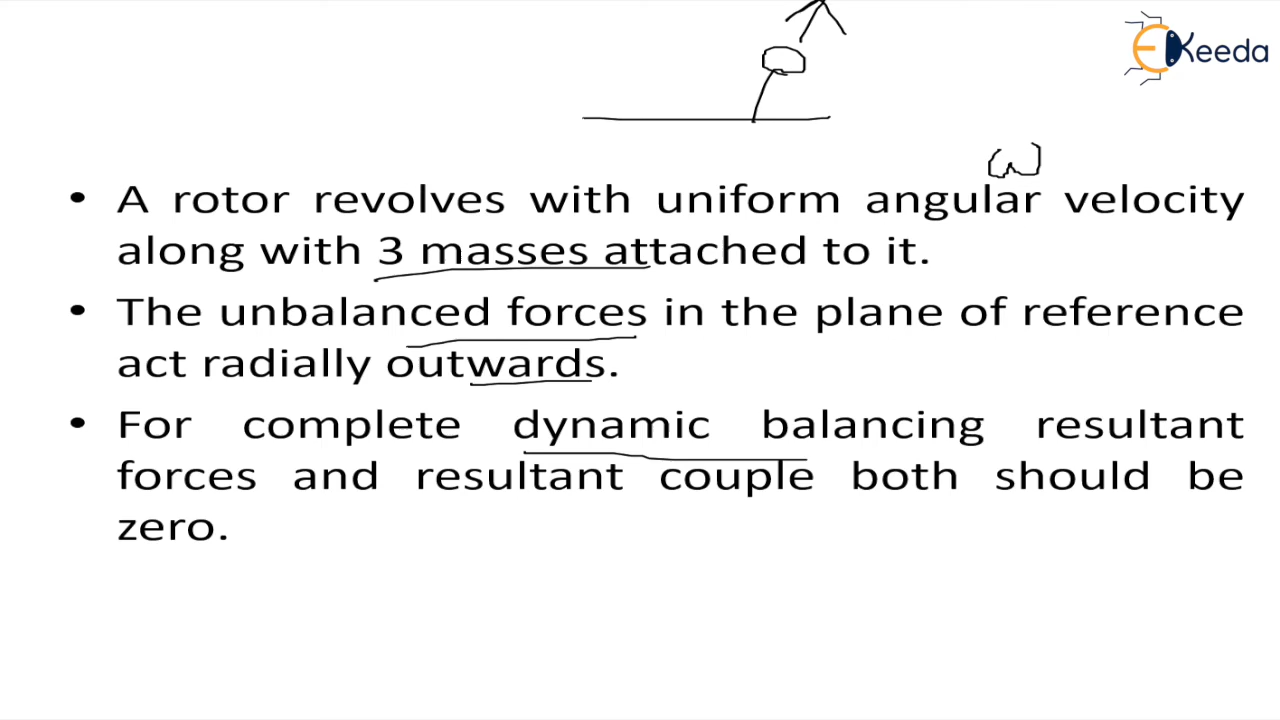 EKeeda
ω
• A rotor revolves with uniform angular velocity
along with 3 masses attached to it.
• The unbalanced forces in the plane of reference
act radially outwards.
• For complete dynamic balancing resultant
forces and resultant couple both should be
zero.